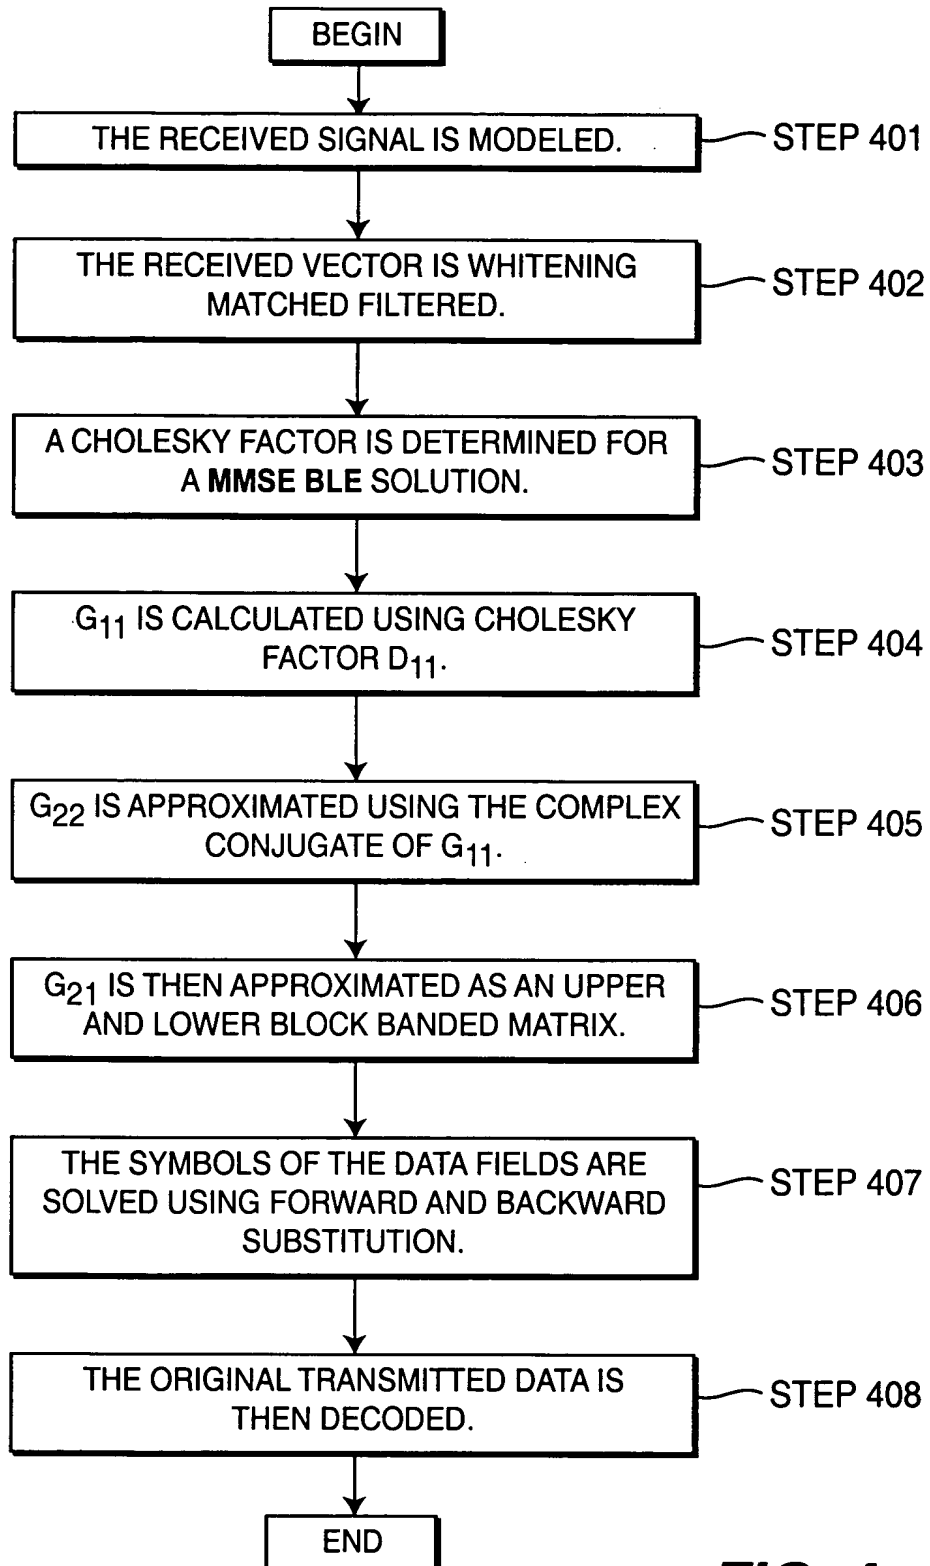 BEGIN
THE RECEIVED SIGNAL IS MODELED.
STEP 401
THE RECEIVED VECTOR IS WHITENING
MATCHED FILTERED.
STEP 402
A CHOLESKY FACTOR IS DETERMINED FOR
A MMSE BLE SOLUTION.
STEP 403
G11 IS CALCULATED USING CHOLESKY
FACTOR D11.
STEP 404
G22 IS APPROXIMATED USING THE COMPLEX
CONJUGATE OF G11.
STEP 405
G21 IS THEN APPROXIMATED AS AN UPPER
AND LOWER BLOCK BANDED MATRIX.
STEP 406
THE SYMBOLS OF THE DATA FIELDS ARE
SOLVED USING FORWARD AND BACKWARD
SUBSTITUTION.
STEP 407
THE ORIGINAL TRANSMITTED DATA IS
THEN DECODED.
STEP 408
END